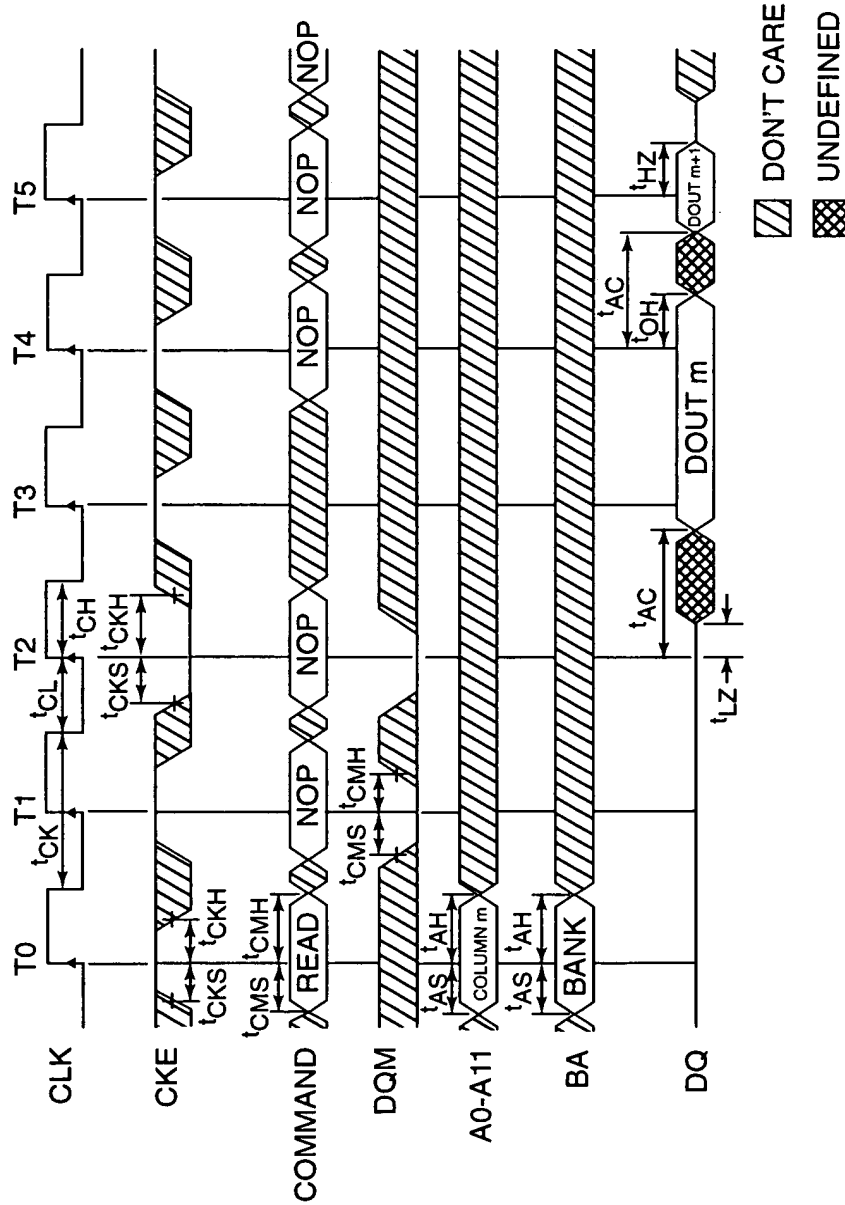 T0 T1 T2 T3 T4 T5
CLK
tCK tCL tCH
CKE
tCKS tCKH tCKS tCKH
COMMAND
READ NOP NOP NOP NOP NOP
tCMS tCMH
DQM
tCMS tCMH
A0-A11
COLUMN m
tAS tAH
BA
BANK
tAS tAH
DQ
DOUT m DOUT m+1
tLZ tAC tAC tOH tHZ
DON'T CARE
UNDEFINED